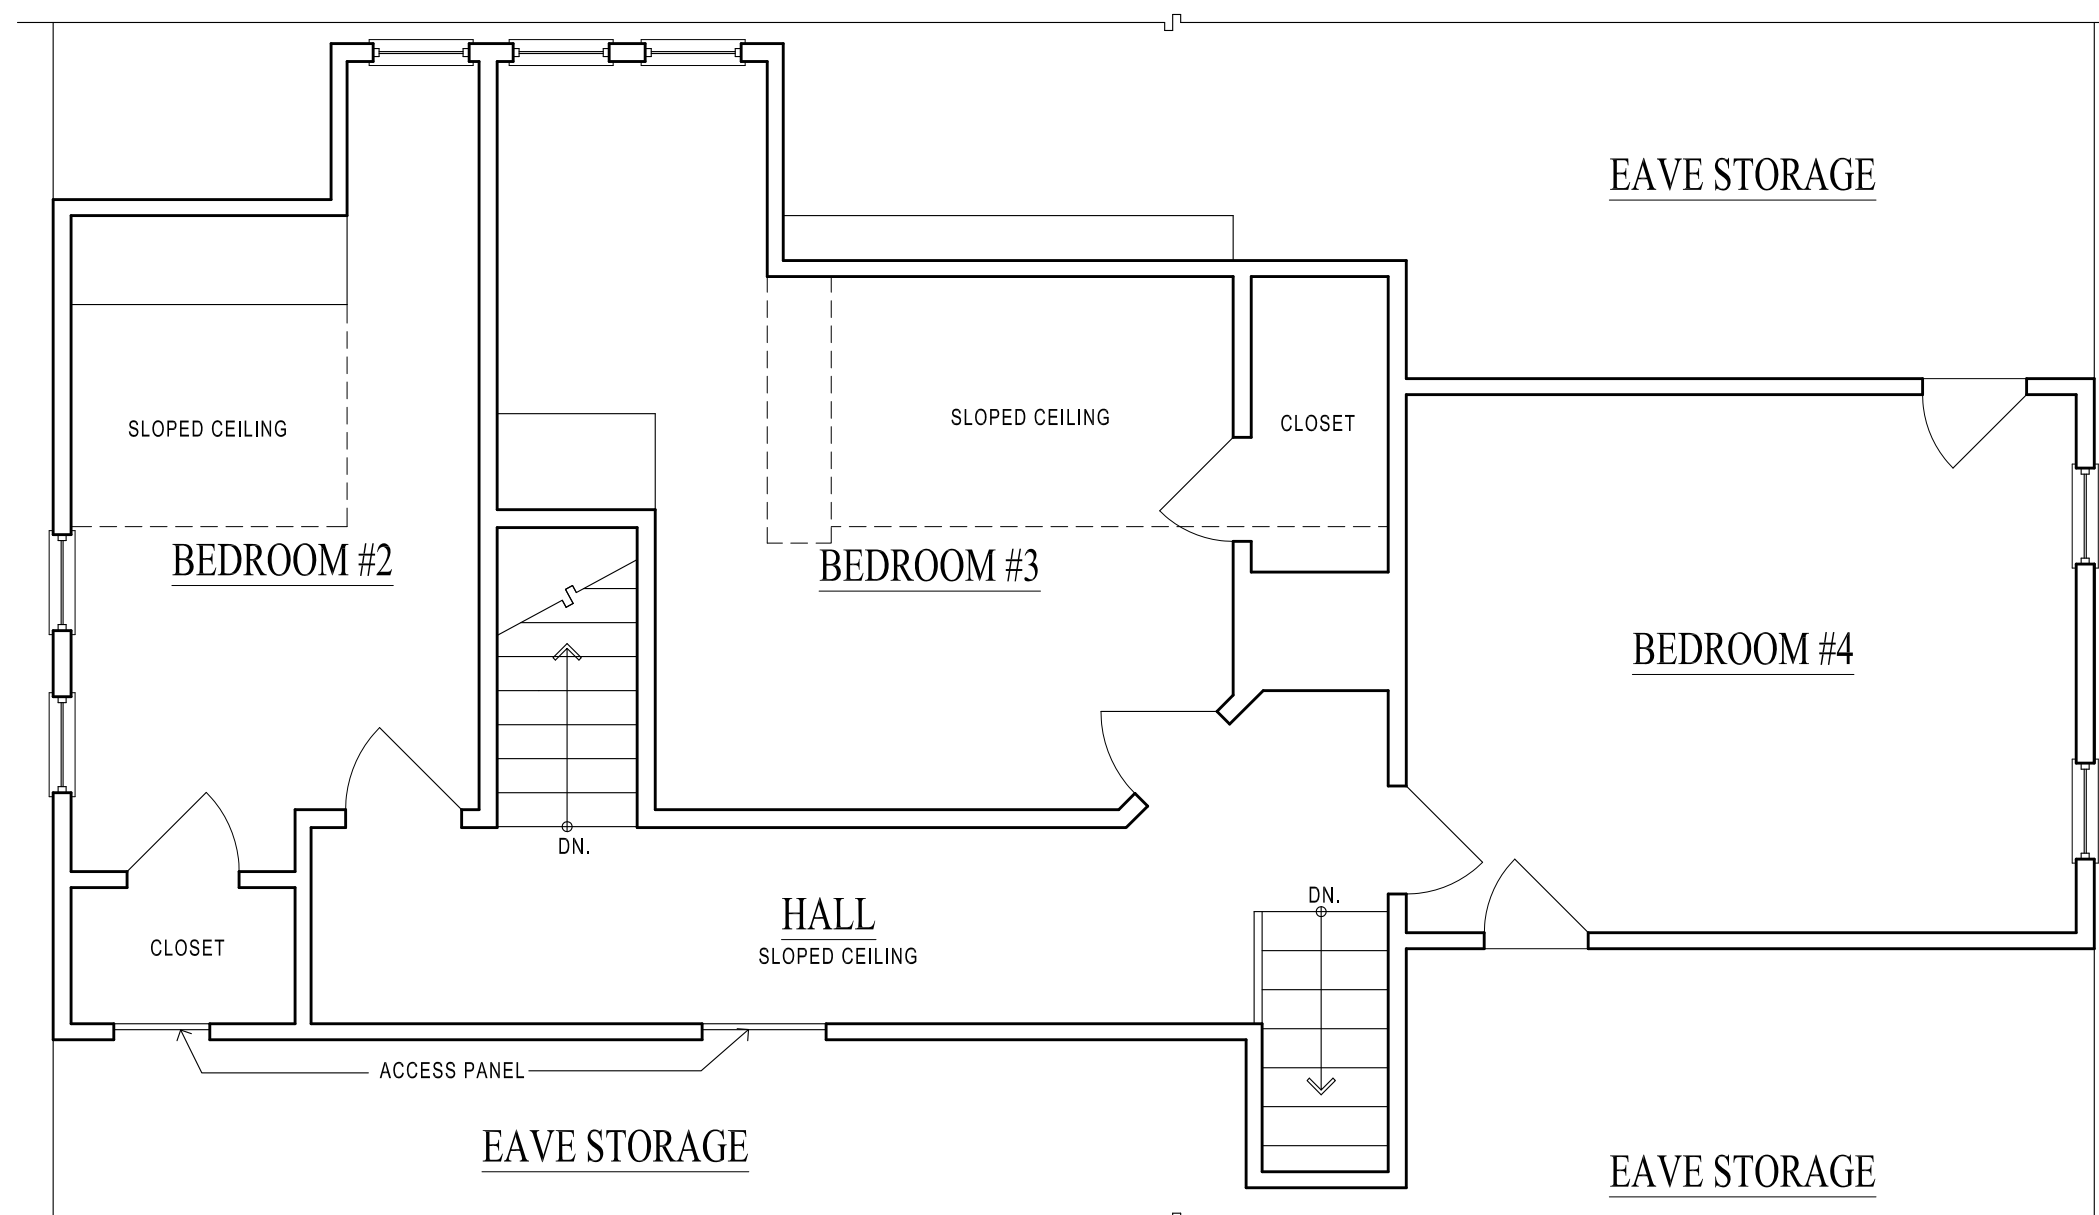 EAVE STORAGE
SLOPED CEILING
SLOPED CEILING
CLOSET
BEDROOM #2
BEDROOM #3
BEDROOM #4
DN.
DN.
HALL
SLOPED CEILING
CLOSET
ACCESS PANEL
EAVE STORAGE
EAVE STORAGE